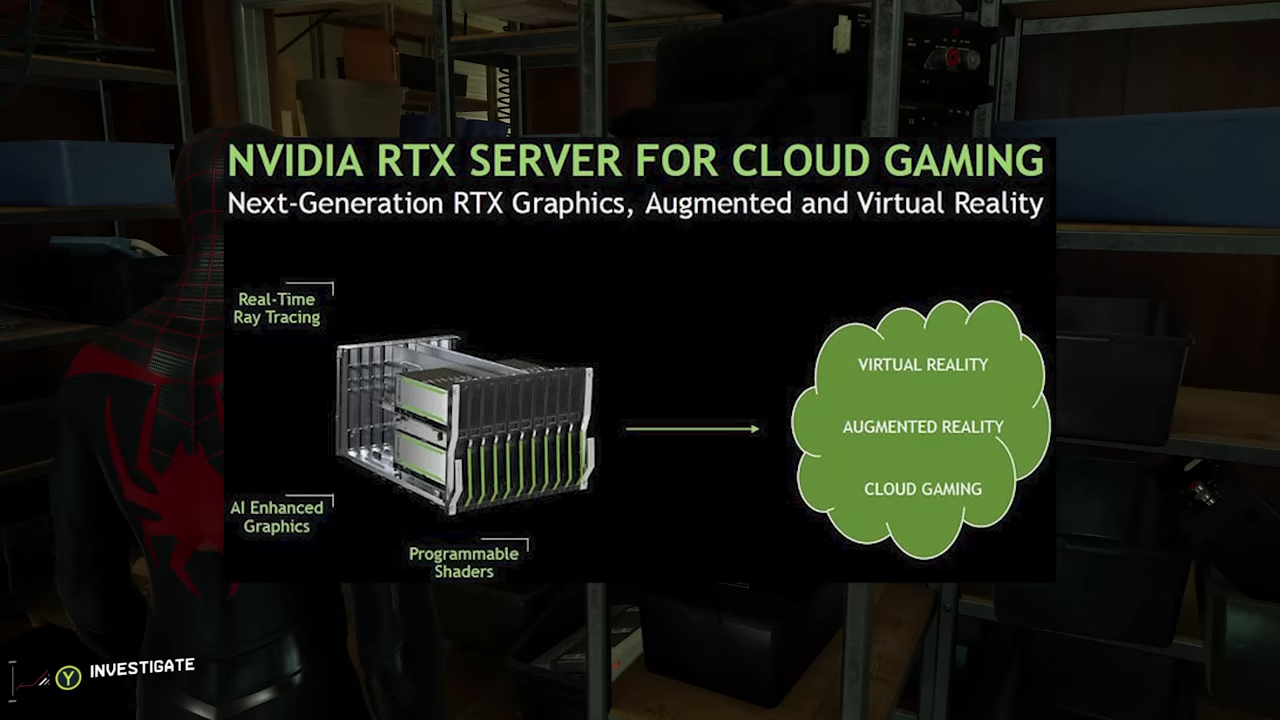 NVIDIA RTX SERVER FOR CLOUD GAMING
Next-Generation RTX Graphics, Augmented and Virtual Reality
Real-Time
Ray Tracing
VIRTUAL REALITY
AUGMENTED REALITY
CLOUD GAMING
AI Enhanced
Graphics
Programmable
Shaders
Y INVESTIGATE